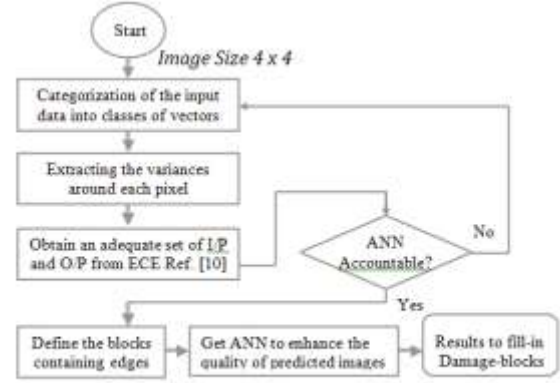 Start
Image Size 4 x 4
Categorization of the input
data into classes of vectors
Extracting the variances
around each pixel
Obtain an adequate set of I/P
and O/P from ECE Ref. [10]
ANN
Accountable?
No
Yes
Define the blocks
containing edges
Get ANN to enhance the
quality of predicted images
Results to fill-in
Damage-blocks